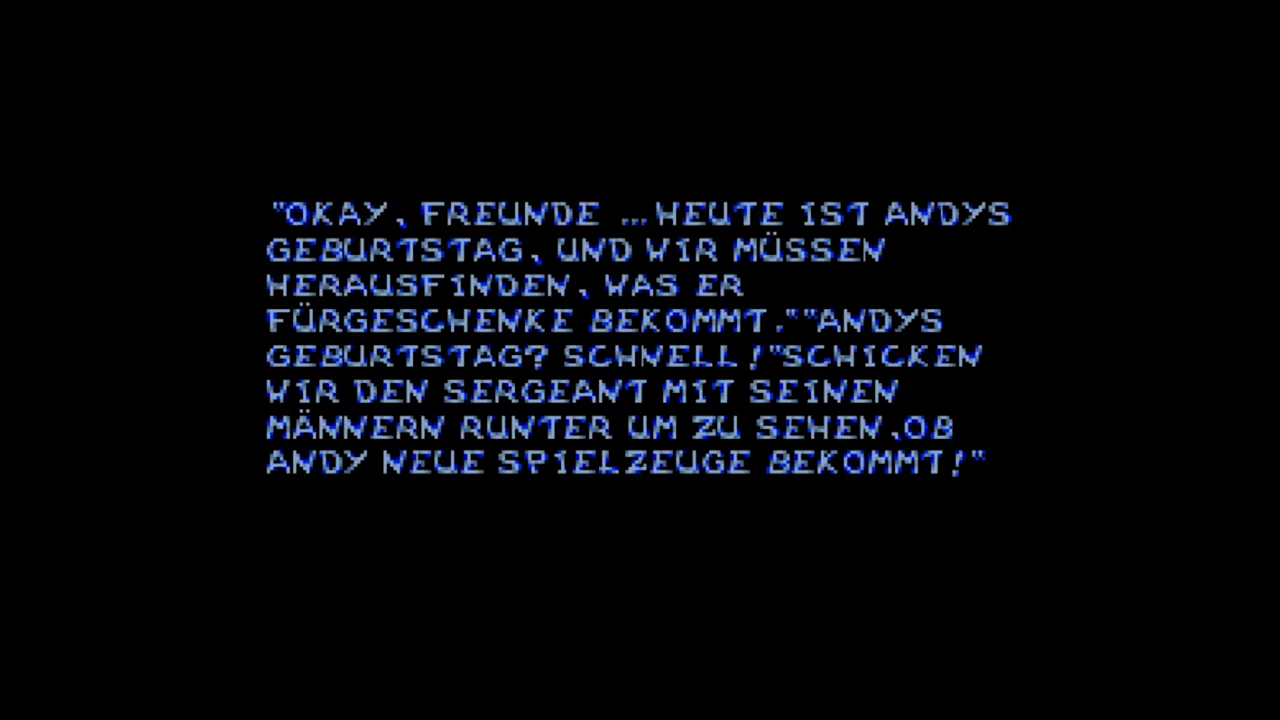 "OKAY, FREUNDE ...HEUTE IST ANDYS
GEBURTSTAG, UND WIR MÜSSEN
HERAUSFINDEN, WAS ER
FÜRGESCHENKE BEKOMMT.""ANDYS
GEBURTSTAG? SCHNELL!"SCHICKEN
WIR DEN SERGEANT MIT SEINEN
MÄNNERN RUNTER UM ZU SEHEN,OB
ANDY NEUE SPIELZEUGE BEKOMMT!"